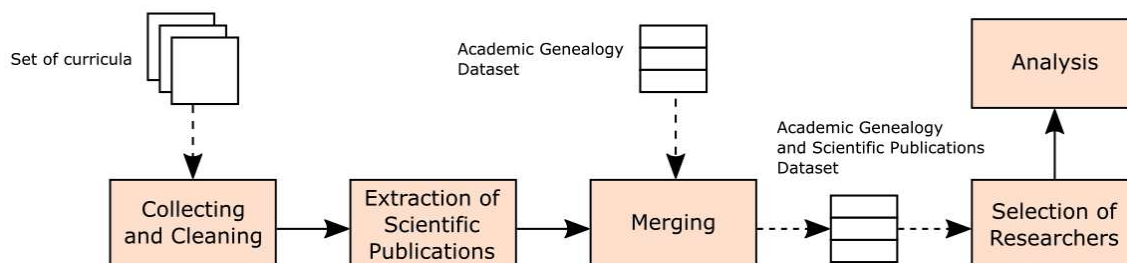 Set of curricula
Academic Genealogy
Dataset
Analysis
Academic Genealogy
and Scientific Publications
Dataset
Collecting
and Cleaning
Extraction of
Scientific
Publications
Merging
Selection of
Researchers